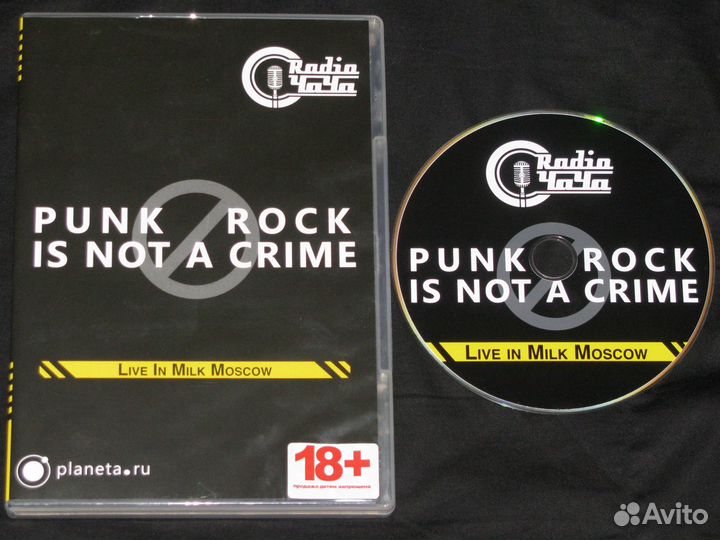 Radio
ЧаЧа
PUNK ROCK
IS NOT A CRIME
LIVE IN MILK MOSCOW
planeta.ru
18+
продажа детям запрещена
Radio
ЧаЧа
PUNK ROCK
IS NOT A CRIME
LIVE IN MILK MOSCOW
Avito